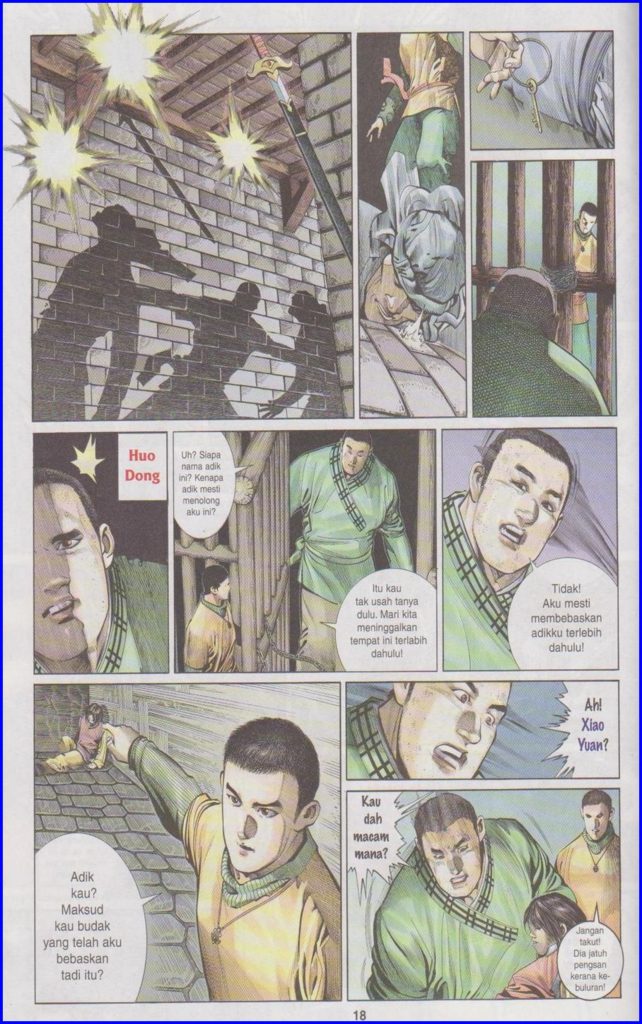 Huo
Dong
Uh? Siapa
nama adik
ini? Kenapa
adik mesti
menolong
aku ini?
Itu kau
tak usah tanya
dulu. Mari kita
meninggalkan
tempat ini terlebih
dahulu!
Tidak!
Aku mesti
membebaskan
adikku terlebih
dahulu!
Adik
kau?
Maksud
kau budak
yang telah aku
bebaskan
tadi itu?
Ah!
Xiao
Yuan?
Kau
dah
macam
mana?
Jangan
takut!
Dia jatuh
pengsan
kerana ke-
buluran!
18